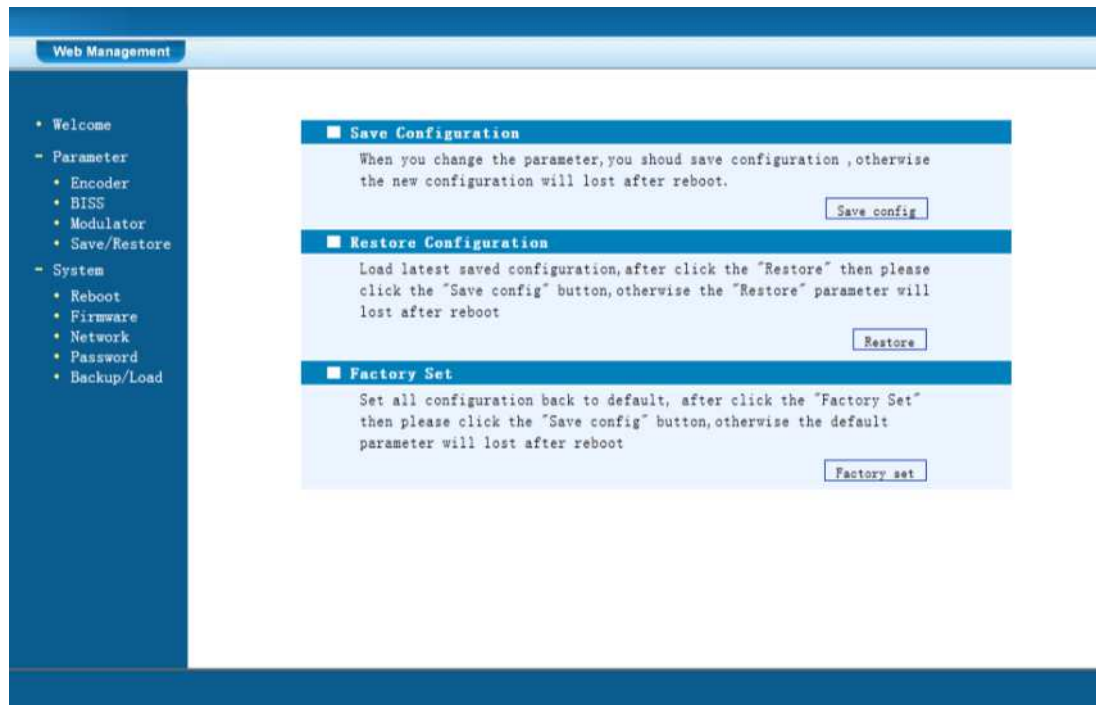 Web Management
Welcome
Parameter
Encoder
BISS
Modulator
Save/Restore
System
Reboot
Firmware
Network
Password
Backup/Load
Save Configuration
When you change the parameter,you shoud save configuration ,otherwise
the new configuration will lost after reboot.
Save config
Restore Configuration
Load latest saved configuration,after click the "Restore" then please
click the "Save config" button,otherwise the "Restore" parameter will
lost after reboot
Restore
Factory Set
Set all configuration back to default, after click the "Factory Set"
then please click the "Save config" button,otherwise the default
parameter will lost after reboot
Factory set